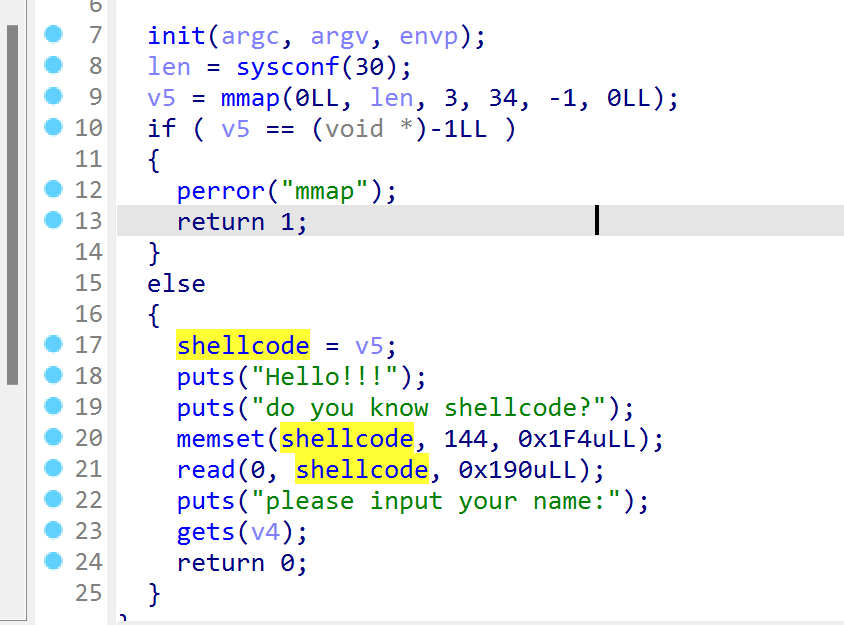 6
7 init(argc, argv, envp);
8 len = sysconf(30);
9 v5 = mmap(0LL, len, 3, 34, -1, 0LL);
10 if ( v5 == (void *)-1LL )
11 {
12 perror("mmap");
13 return 1;
14 }
15 else
16 {
17 shellcode = v5;
18 puts("Hello!!!");
19 puts("do you know shellcode?");
20 memset(shellcode, 144, 0x1F4uLL);
21 read(0, shellcode, 0x190uLL);
22 puts("please input your name:");
23 gets(v4);
24 return 0;
25 }
}